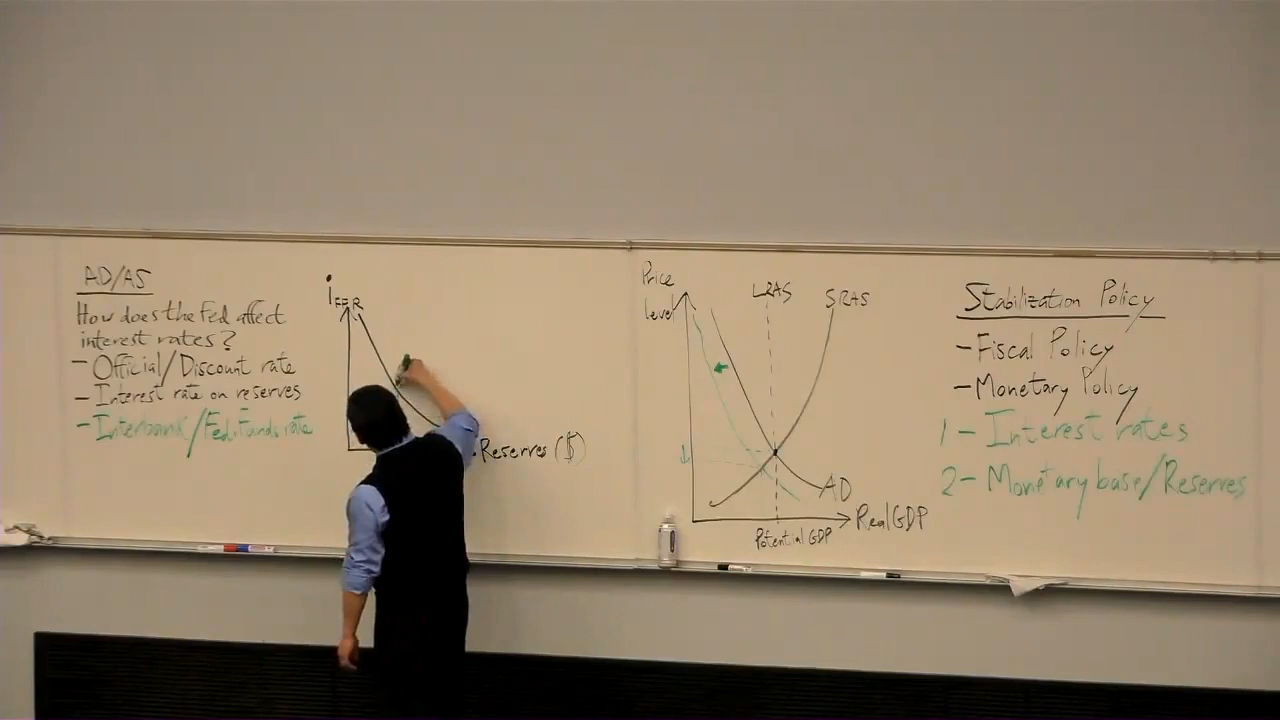 AD/AS
How does the Fed affect
interest rates?
- Official/Discount rate
- Interest rate on reserves
- Interbank/Fed. Funds rate
iFFR
Reserves ($)
Price
level
LRAS
SRAS
AD
Real GDP
Potential GDP
Stabilization Policy
- Fiscal Policy
- Monetary Policy
1 - Interest rates
2 - Monetary base/Reserves